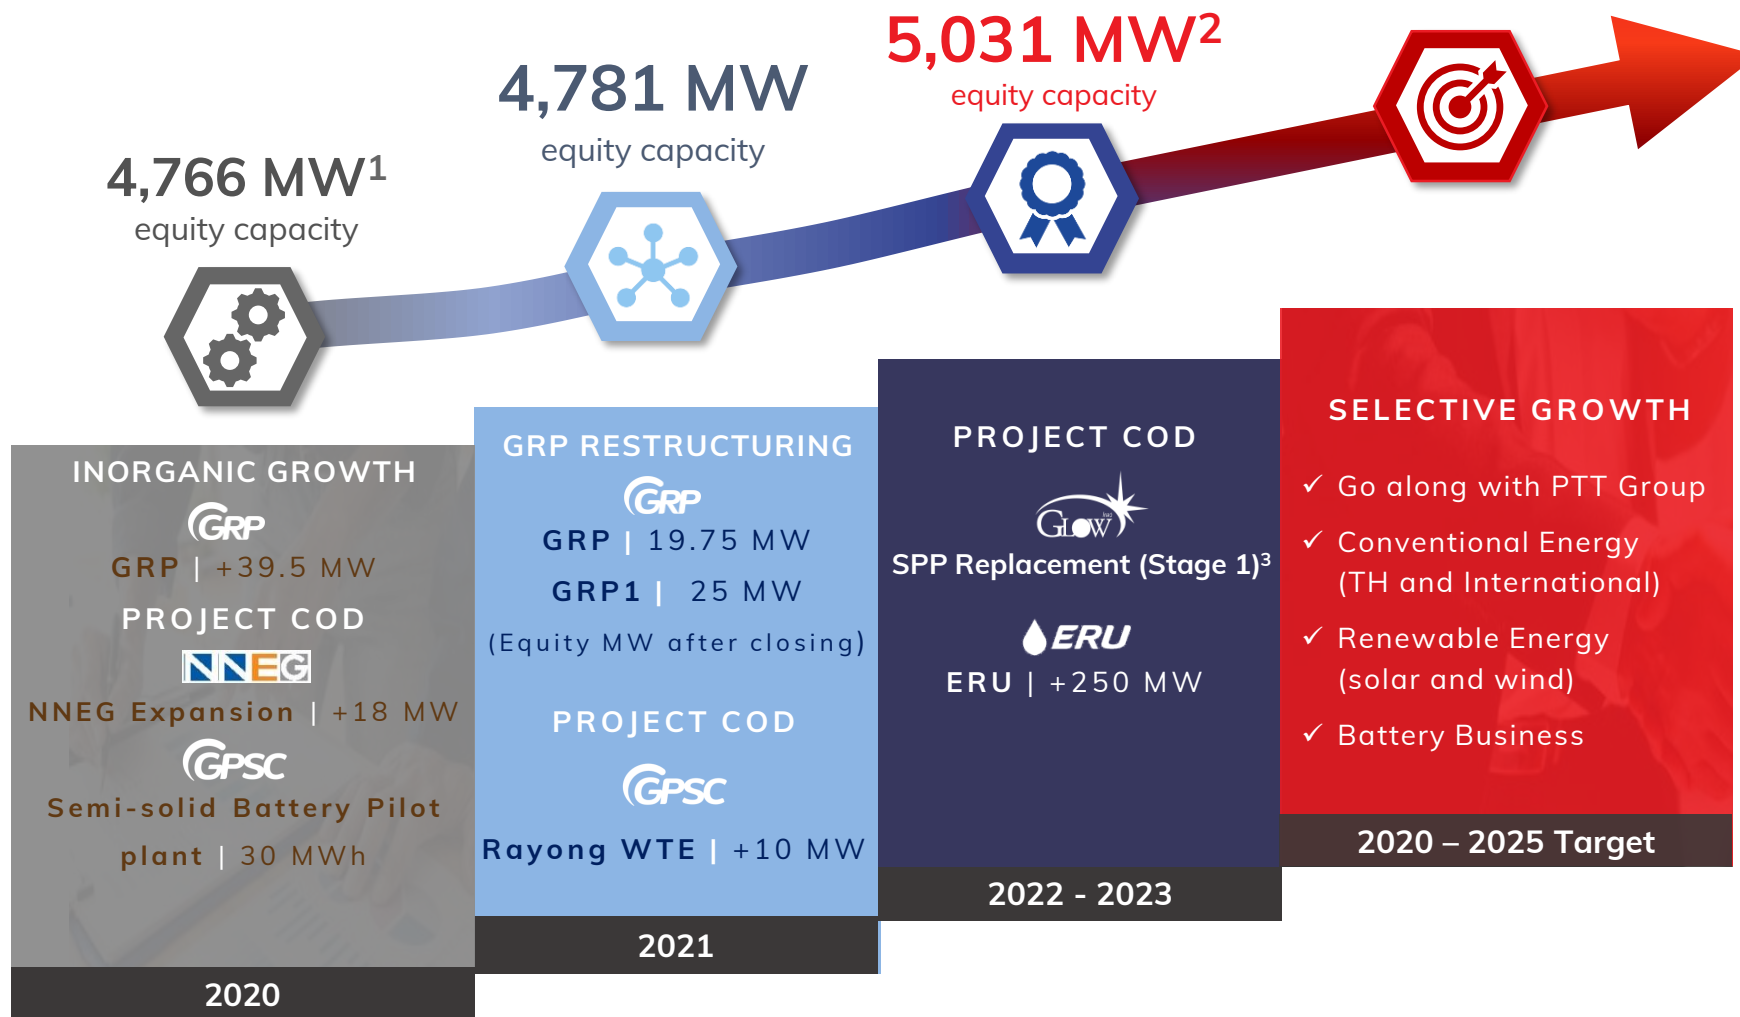 4,766 MW1
equity capacity
4,781 MW
equity capacity
5,031 MW2
equity capacity
INORGANIC GROWTH
GRP
GRP | +39.5 MW
PROJECT COD
NNEG
NNEG Expansion | +18 MW
GPSC
Semi-solid Battery Pilot
plant | 30 MWh
2020
GRP RESTRUCTURING
GRP
GRP | 19.75 MW
GRP1 | 25 MW
(Equity MW after closing)
PROJECT COD
GPSC
Rayong WTE | +10 MW
2021
PROJECT COD
GLOW
SPP Replacement (Stage 1)3
ERU
ERU | +250 MW
2022 - 2023
SELECTIVE GROWTH
✓ Go along with PTT Group
✓ Conventional Energy
(TH and International)
✓ Renewable Energy
(solar and wind)
✓ Battery Business
2020 – 2025 Target